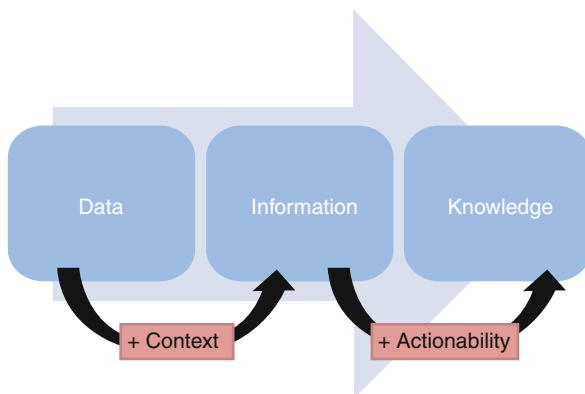 Data
Information
Knowledge
+ Context
+ Actionability